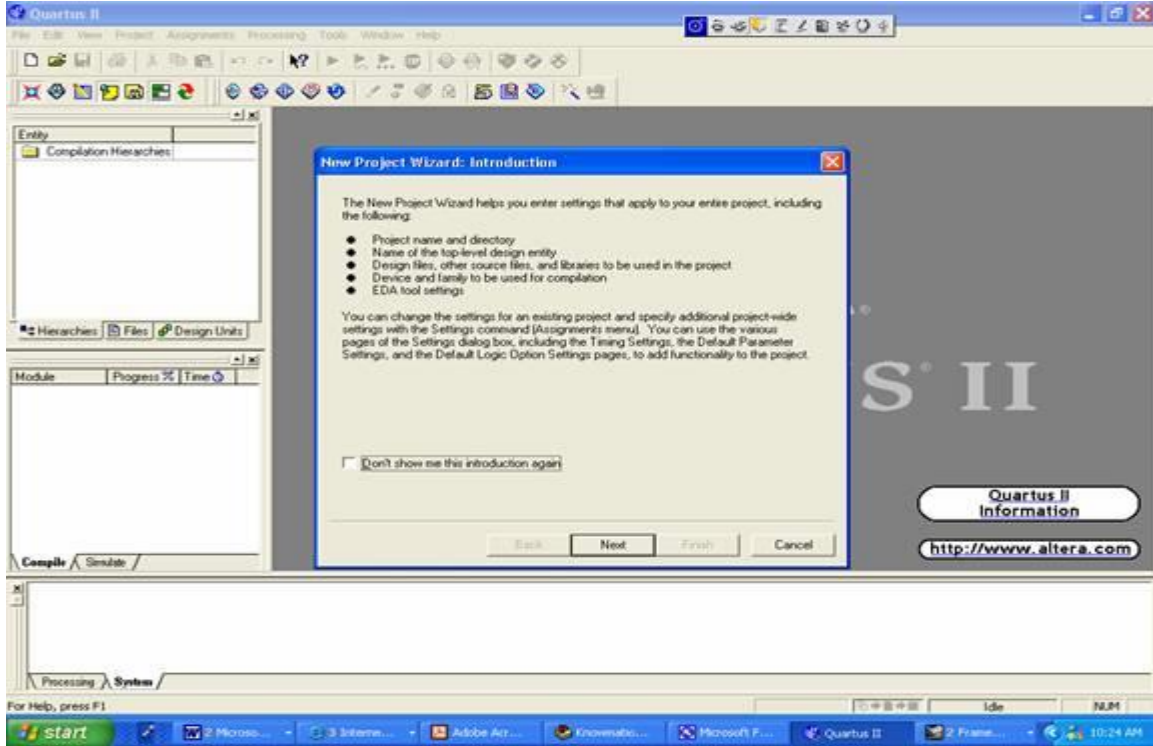 Quartus II
File Edit View Project Assignments Processing Tools Window Help
Entity
Compilation Hierarchies
Hierarchies Files Design Units
Module Progress % Time
Compile Simulate
New Project Wizard: Introduction
The New Project Wizard helps you enter settings that apply to your entire project, including
the following:
Project name and directory
Name of the top-level design entity
Design files, other source files, and libraries to be used in the project
Device and family to be used for compilation
EDA tool settings
You can change the settings for an existing project and specify additional project-wide
settings with the Settings command (Assignments menu). You can use the various
pages of the Settings dialog box, including the Timing Settings, the Default Parameter
Settings, and the Default Logic Option Settings pages, to add functionality to the project.
Don't show me this introduction again
Back Next Finish Cancel
S II
Quartus II
Information
http://www.altera.com
Processing System
For Help, press F1
Idle NUM
start 2 Microso... 3 Interne... Adobe Acr... Microsoft F... Quartus II 2 Frame... 10:24 AM